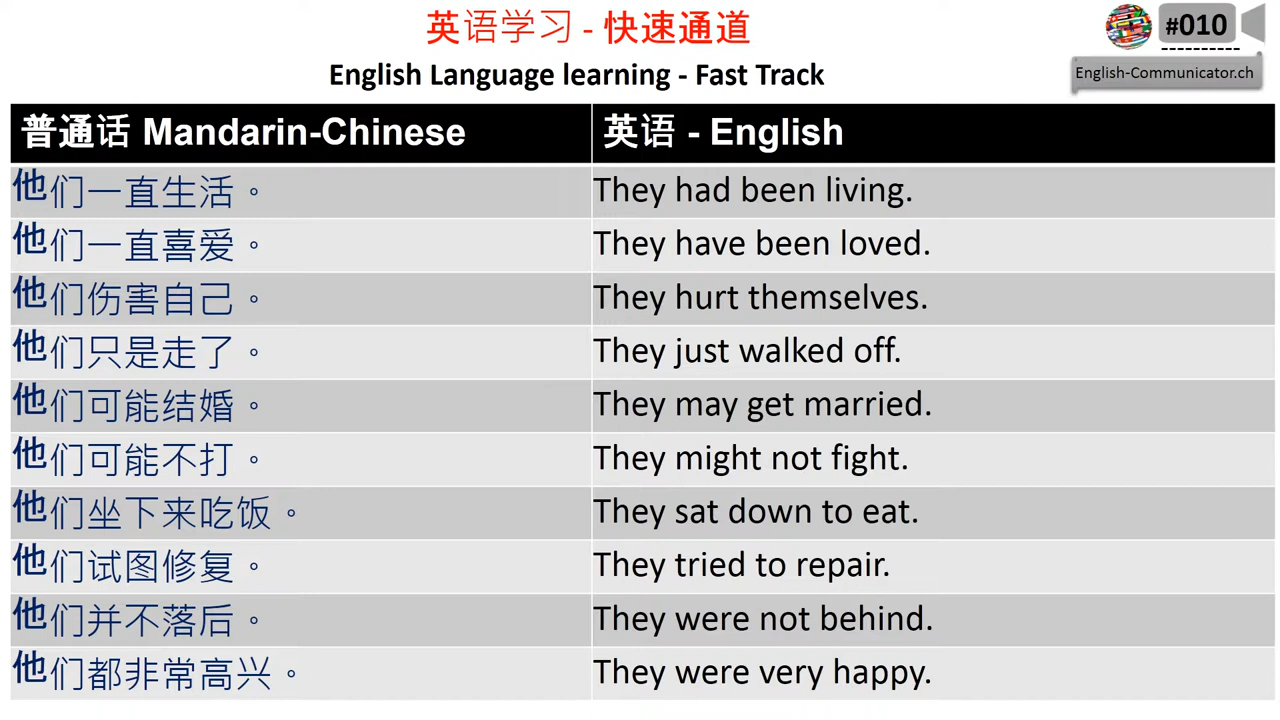 英语学习 - 快速通道
#010
English Language learning - Fast Track
English-Communicator.ch
普通话 Mandarin-Chinese 英语 - English
他们一直生活。 They had been living.
他们一直喜爱。 They have been loved.
他们伤害自己。 They hurt themselves.
他们只是走了。 They just walked off.
他们可能结婚。 They may get married.
他们可能不打。 They might not fight.
他们坐下来吃饭。 They sat down to eat.
他们试图修复。 They tried to repair.
他们并不落后。 They were not behind.
他们都非常高兴。 They were very happy.